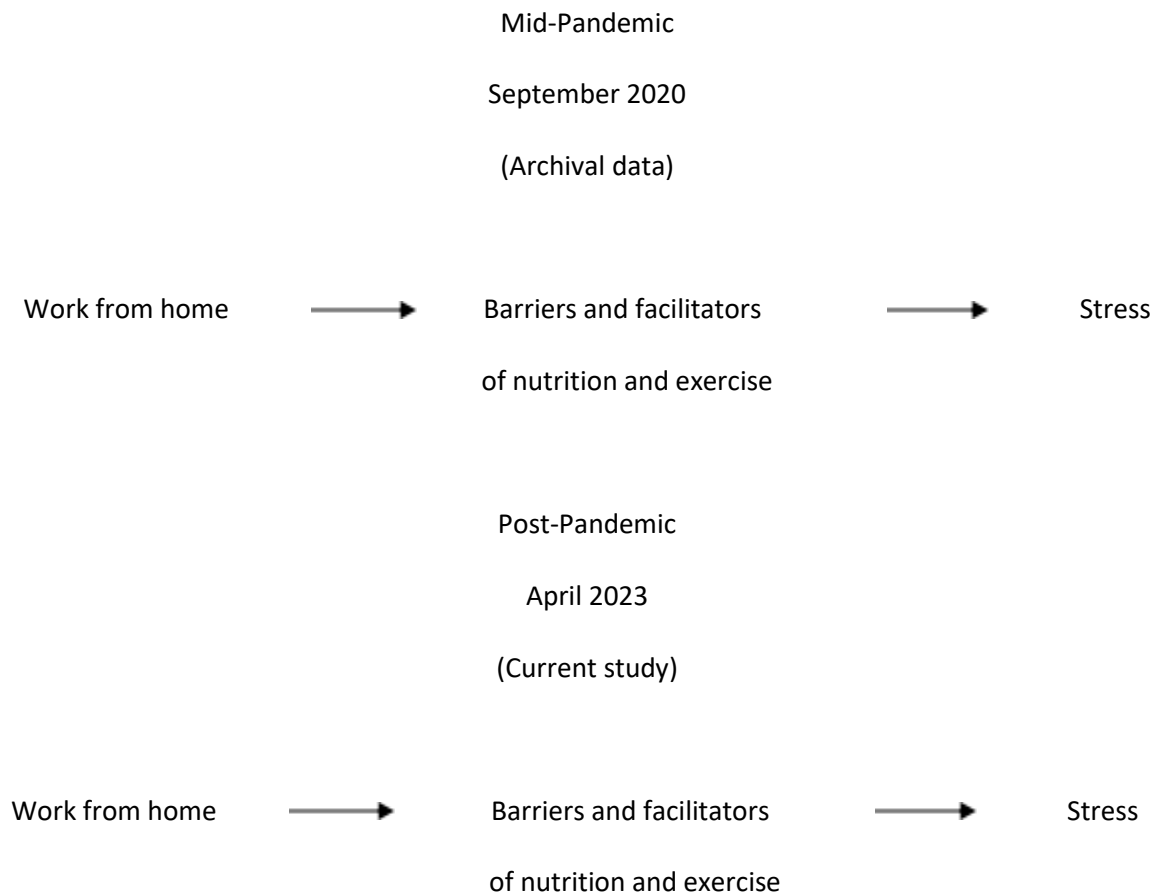 Mid-Pandemic
September 2020
(Archival data)
Work from home Barriers and facilitators Stress
of nutrition and exercise
Post-Pandemic
April 2023
(Current study)
Work from home Barriers and facilitators Stress
of nutrition and exercise